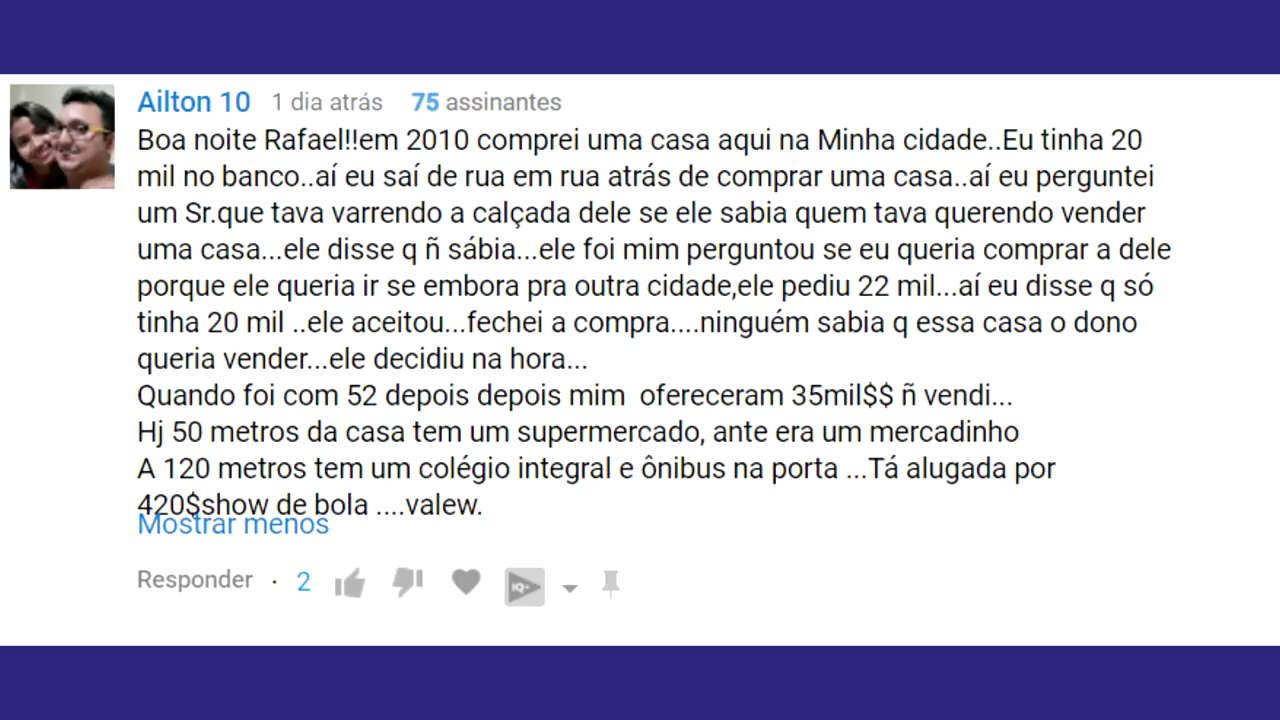 Ailton 10 1 dia atrás 75 assinantes
Boa noite Rafael!!em 2010 comprei uma casa aqui na Minha cidade..Eu tinha 20
mil no banco..aí eu saí de rua em rua atrás de comprar uma casa..aí eu perguntei
um Sr.que tava varrendo a calçada dele se ele sabia quem tava querendo vender
uma casa...ele disse q ñ sábia...ele foi mim perguntou se eu queria comprar a dele
porque ele queria ir se embora pra outra cidade,ele pediu 22 mil...aí eu disse q só
tinha 20 mil ..ele aceitou...fechei a compra....ninguém sabia q essa casa o dono
queria vender...ele decidiu na hora...
Quando foi com 52 depois depois mim  ofereceram 35mil$$ ñ vendi...
Hj 50 metros da casa tem um supermercado, ante era um mercadinho
A 120 metros tem um colégio integral e ônibus na porta ...Tá alugada por
420$show de bola ....valew.
Mostrar menos
Responder · 2 IQ+